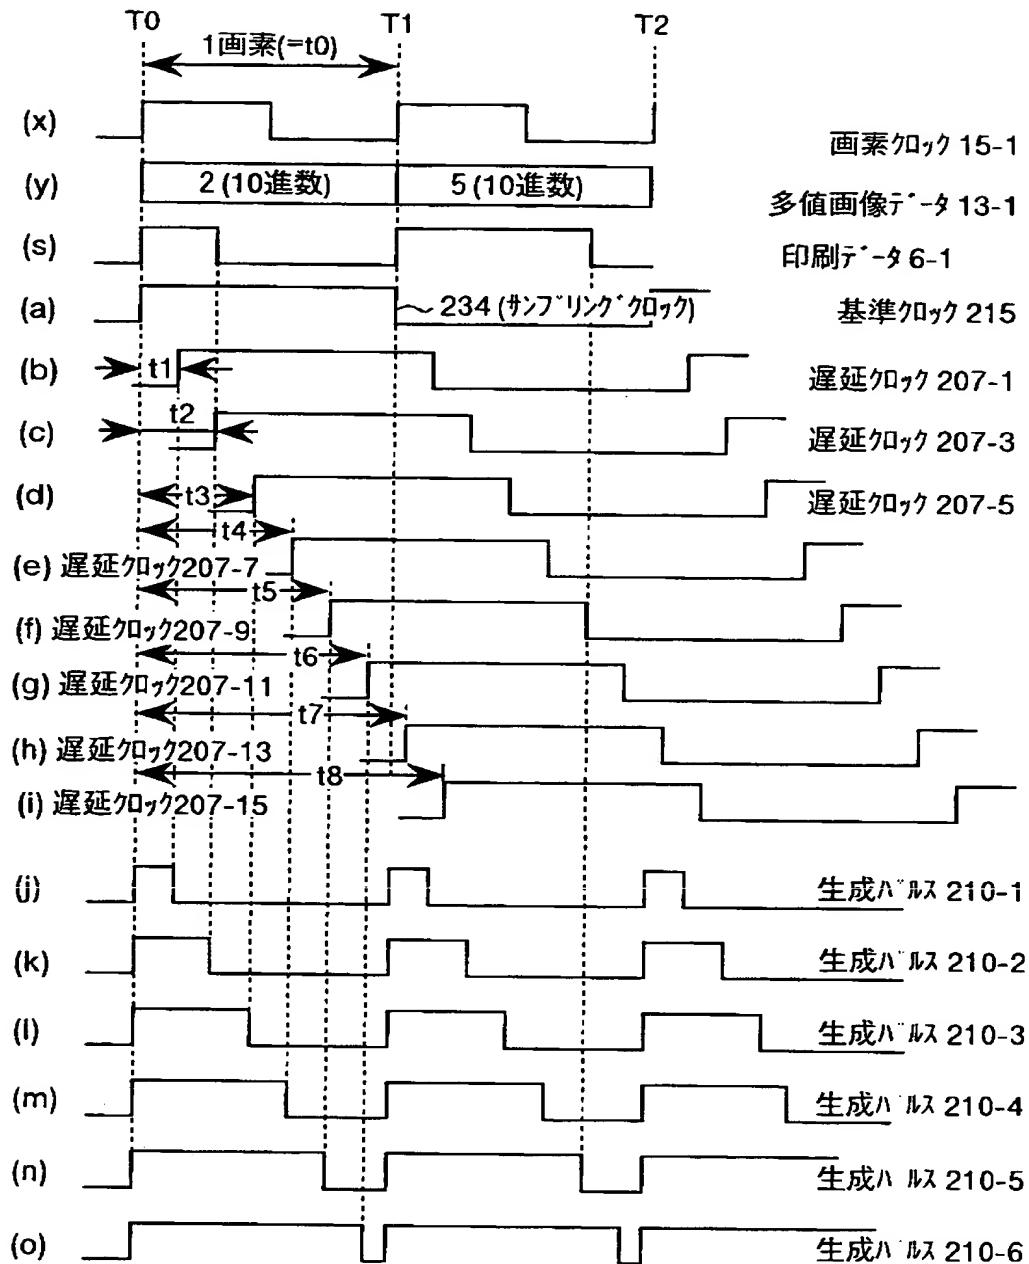 T0 T1 T2
1画素(=t0)
(x) 画素クロック 15-1
(y) 2 (10進数) 5 (10進数) 多値画像データ 13-1
(s) 印刷データ 6-1
(a) 234 (サンプリングクロック) 基準クロック 215
(b) t1 遅延クロック 207-1
(c) t2 遅延クロック 207-3
(d) t3 遅延クロック 207-5
t4
(e) 遅延クロック207-7
t5
(f) 遅延クロック207-9
t6
(g) 遅延クロック207-11
t7
(h) 遅延クロック207-13
t8
(i) 遅延クロック207-15
(j) 生成パルス 210-1
(k) 生成パルス 210-2
(l) 生成パルス 210-3
(m) 生成パルス 210-4
(n) 生成パルス 210-5
(o) 生成パルス 210-6